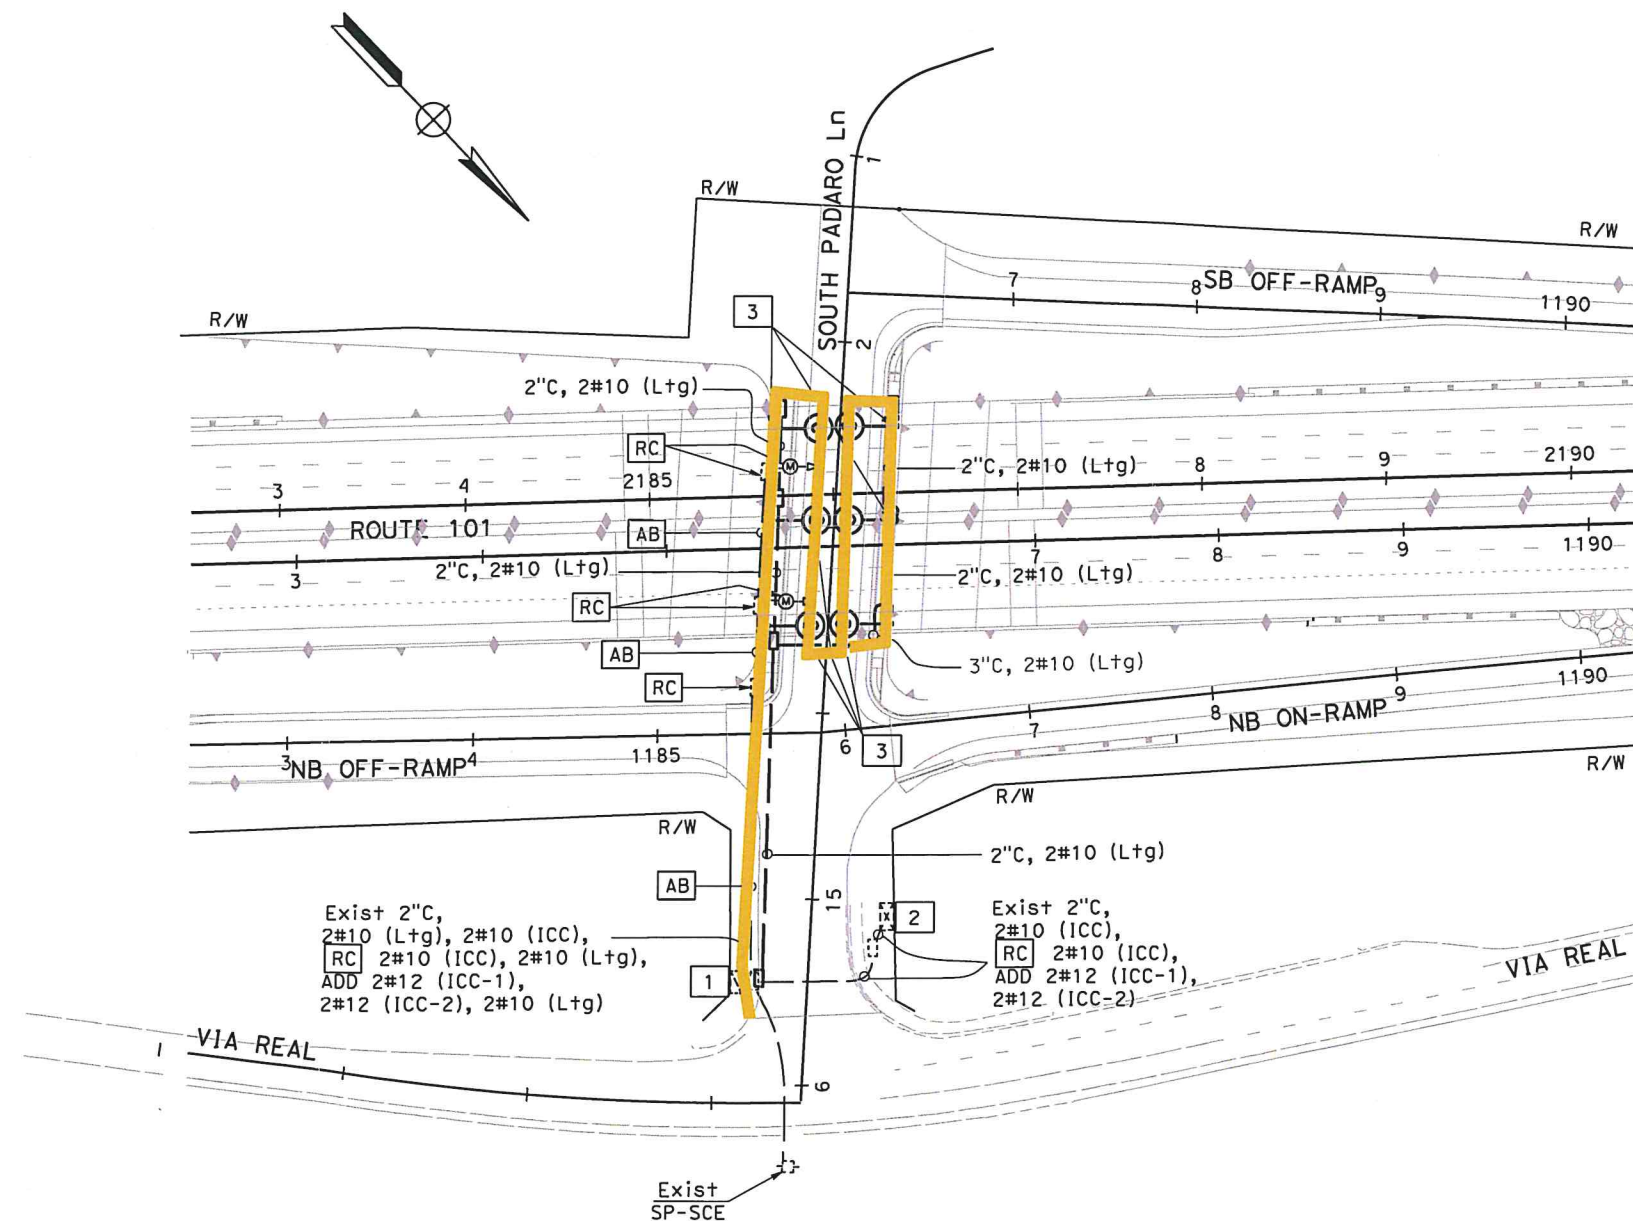 SOUTH PADARO Ln
1
R/W
R/W
7
8
SB OFF-RAMP
9
1190
3
2
R/W
2"C, 2#10 (Ltg)
RC
M
2"C, 2#10 (Ltg)
3
4
2185
8
9
2190
ROUTE 101
AB
3
2"C, 2#10 (Ltg)
2"C, 2#10 (Ltg)
7
8
9
1190
RC
M
AB
3"C, 2#10 (Ltg)
RC
3
NB OFF-RAMP
4
1185
6
3
7
8
NB ON-RAMP
9
1190
R/W
R/W
R/W
2"C, 2#10 (Ltg)
AB
15
Exist 2"C,
2#10 (Ltg), 2#10 (ICC),
RC 2#10 (ICC), 2#10 (Ltg),
ADD 2#12 (ICC-1),
2#12 (ICC-2), 2#10 (Ltg)
1
2
Exist 2"C,
2#10 (ICC),
RC 2#10 (ICC),
ADD 2#12 (ICC-1),
2#12 (ICC-2)
VIA REAL
1
VIA REAL
6
Exist
SP-SCE